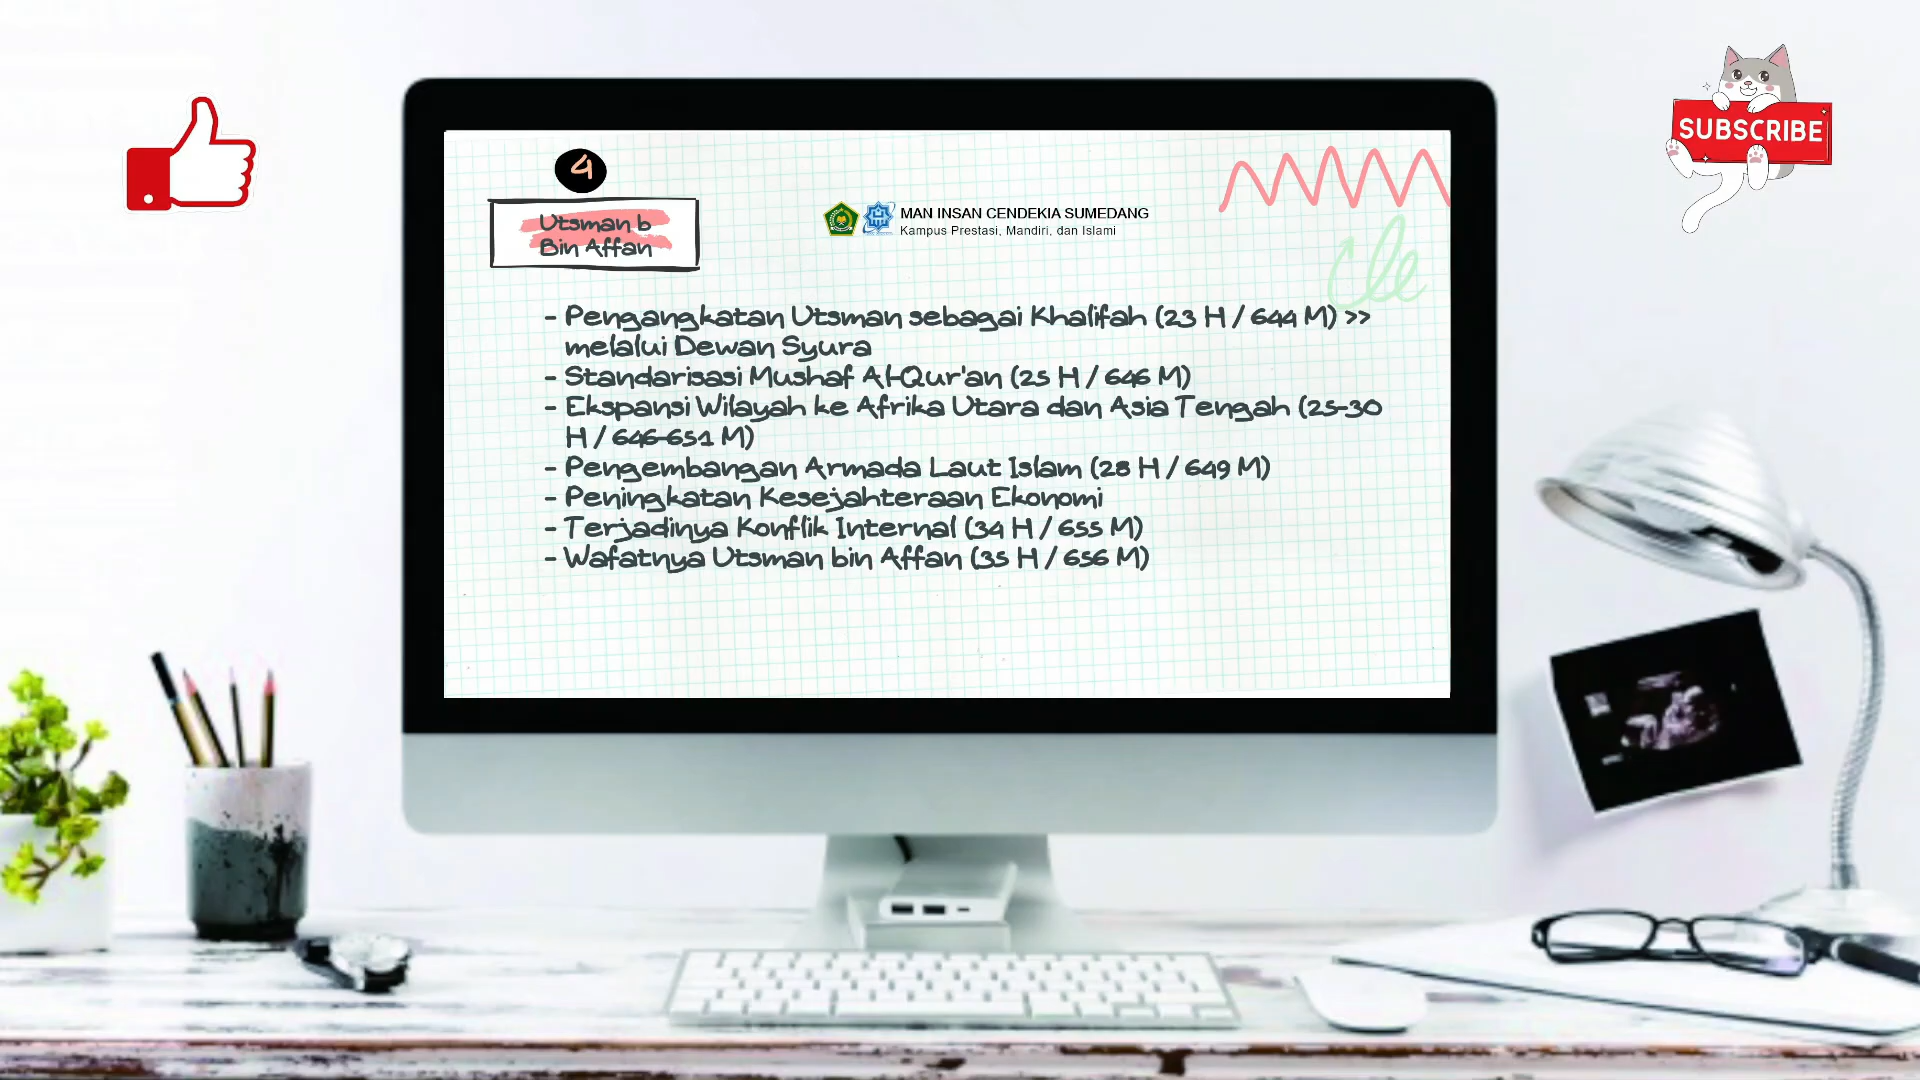 SUBSCRIBE
4
Utsman b
Bin Affan
MAN INSAN CENDEKIA SUMEDANG
Kampus Prestasi, Mandiri, dan Islami
- Pengangkatan Utsman sebagai Khalifah (23 H / 644 M) >>
melalui Dewan Syura
- Standarisasi Mushaf Al-Qur'an (25 H / 646 M)
- Ekspansi Wilayah ke Afrika Utara dan Asia Tengah (25-30
H / 646-651 M)
- Pengembangan Armada Laut Islam (28 H / 649 M)
- Peningkatan Kesejahteraan Ekonomi
- Terjadinya Konflik Internal (34 H / 655 M)
- Wafatnya Utsman bin Affan (35 H / 656 M)